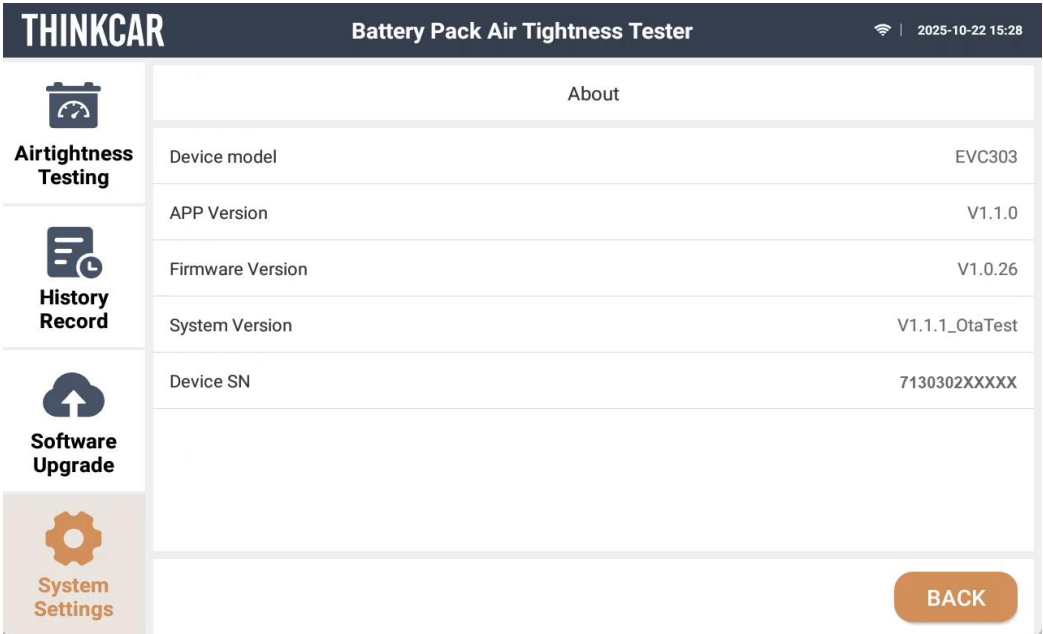 THINKCAR
Battery Pack Air Tightness Tester
2025-10-22 15:28
Airtightness
Testing
History
Record
Software
Upgrade
System
Settings
About
Device model EVC303
APP Version V1.1.0
Firmware Version V1.0.26
System Version V1.1.1_OtaTest
Device SN 7130302XXXXX
BACK